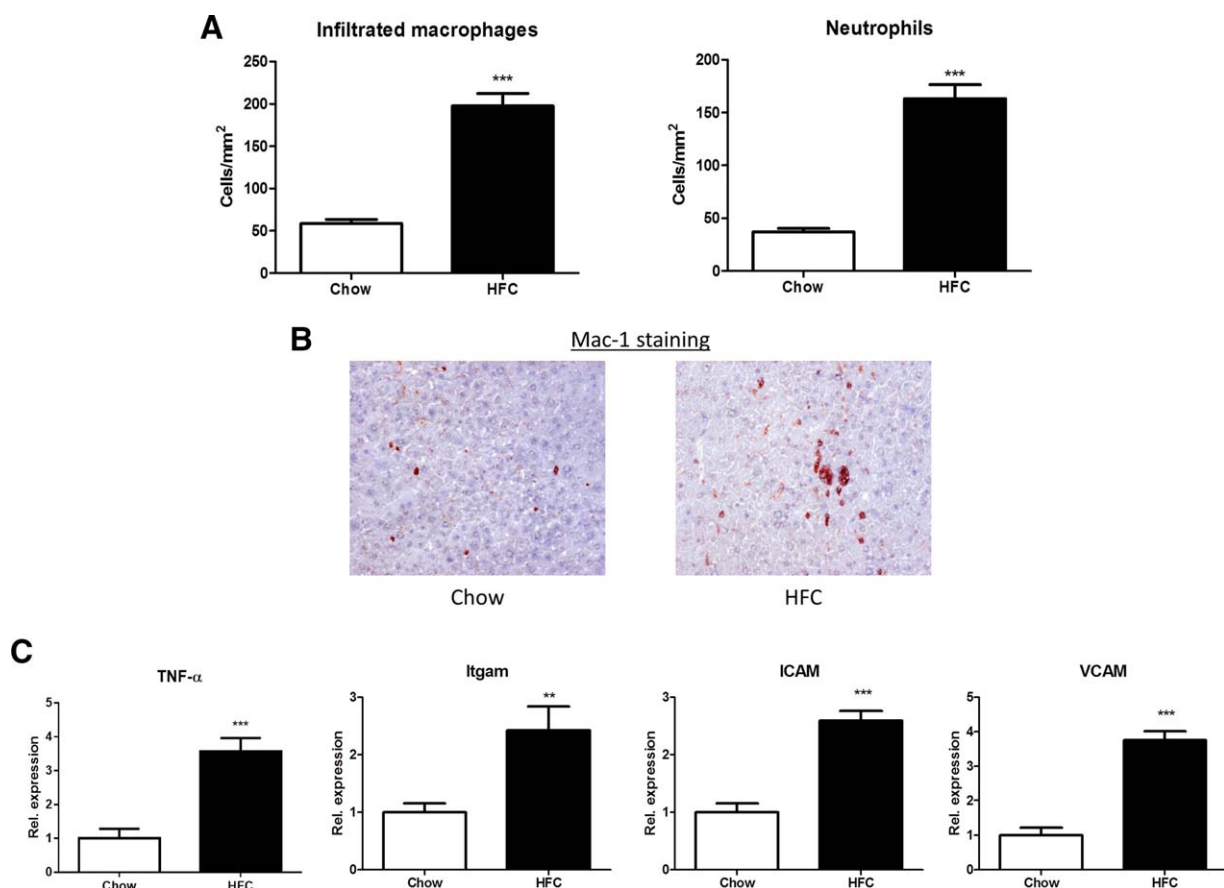 A
Infiltrated macrophages
250
200
150
100
50
0
Cells/mm²
***
Chow
HFC
Neutrophils
200
150
100
50
0
Cells/mm²
***
Chow
HFC
B
Mac-1 staining
Chow
HFC
C
TNF-α
5
4
3
2
1
0
Rel. expression
***
Chow
HFC
Itgam
3
2
1
0
Rel. expression
**
Chow
HFC
ICAM
3
2
1
0
Rel. expression
***
Chow
HFC
VCAM
5
4
3
2
1
0
Rel. expression
***
Chow
HFC